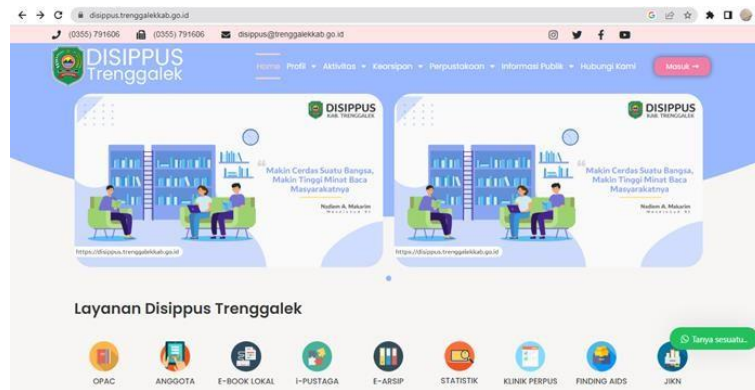 disippus.trenggalekkab.go.id
(0355) 791606
(0355) 791606
disippus@trenggalekkab.go.id
DISIPPUS
Trenggalek
Home Profil Aktivitas Kearsipan Perpustakaan Informasi Publik Hubungi Kami
Masuk →
DISIPPUS
KAB. TRENGGALEK
Makin Cerdas Suatu Bangsa,
Makin Tinggi Minat Baca
Masyarakatnya
Nadiem A. Makarim
https://disippus.trenggalekkab.go.id
DISIPPUS
KAB. TRENGGALEK
Makin Cerdas Suatu Bangsa,
Makin Tinggi Minat Baca
Masyarakatnya
Nadiem A. Makarim
https://disippus.trenggalekkab.go.id
Layanan Disippus Trenggalek
Tanya sesuatu..
OPAC
ANGGOTA
E-BOOK LOKAL
i-PUSTAGA
E-ARSIP
STATISTIK
KLINIK PERPUS
FINDING AIDS
JIKN